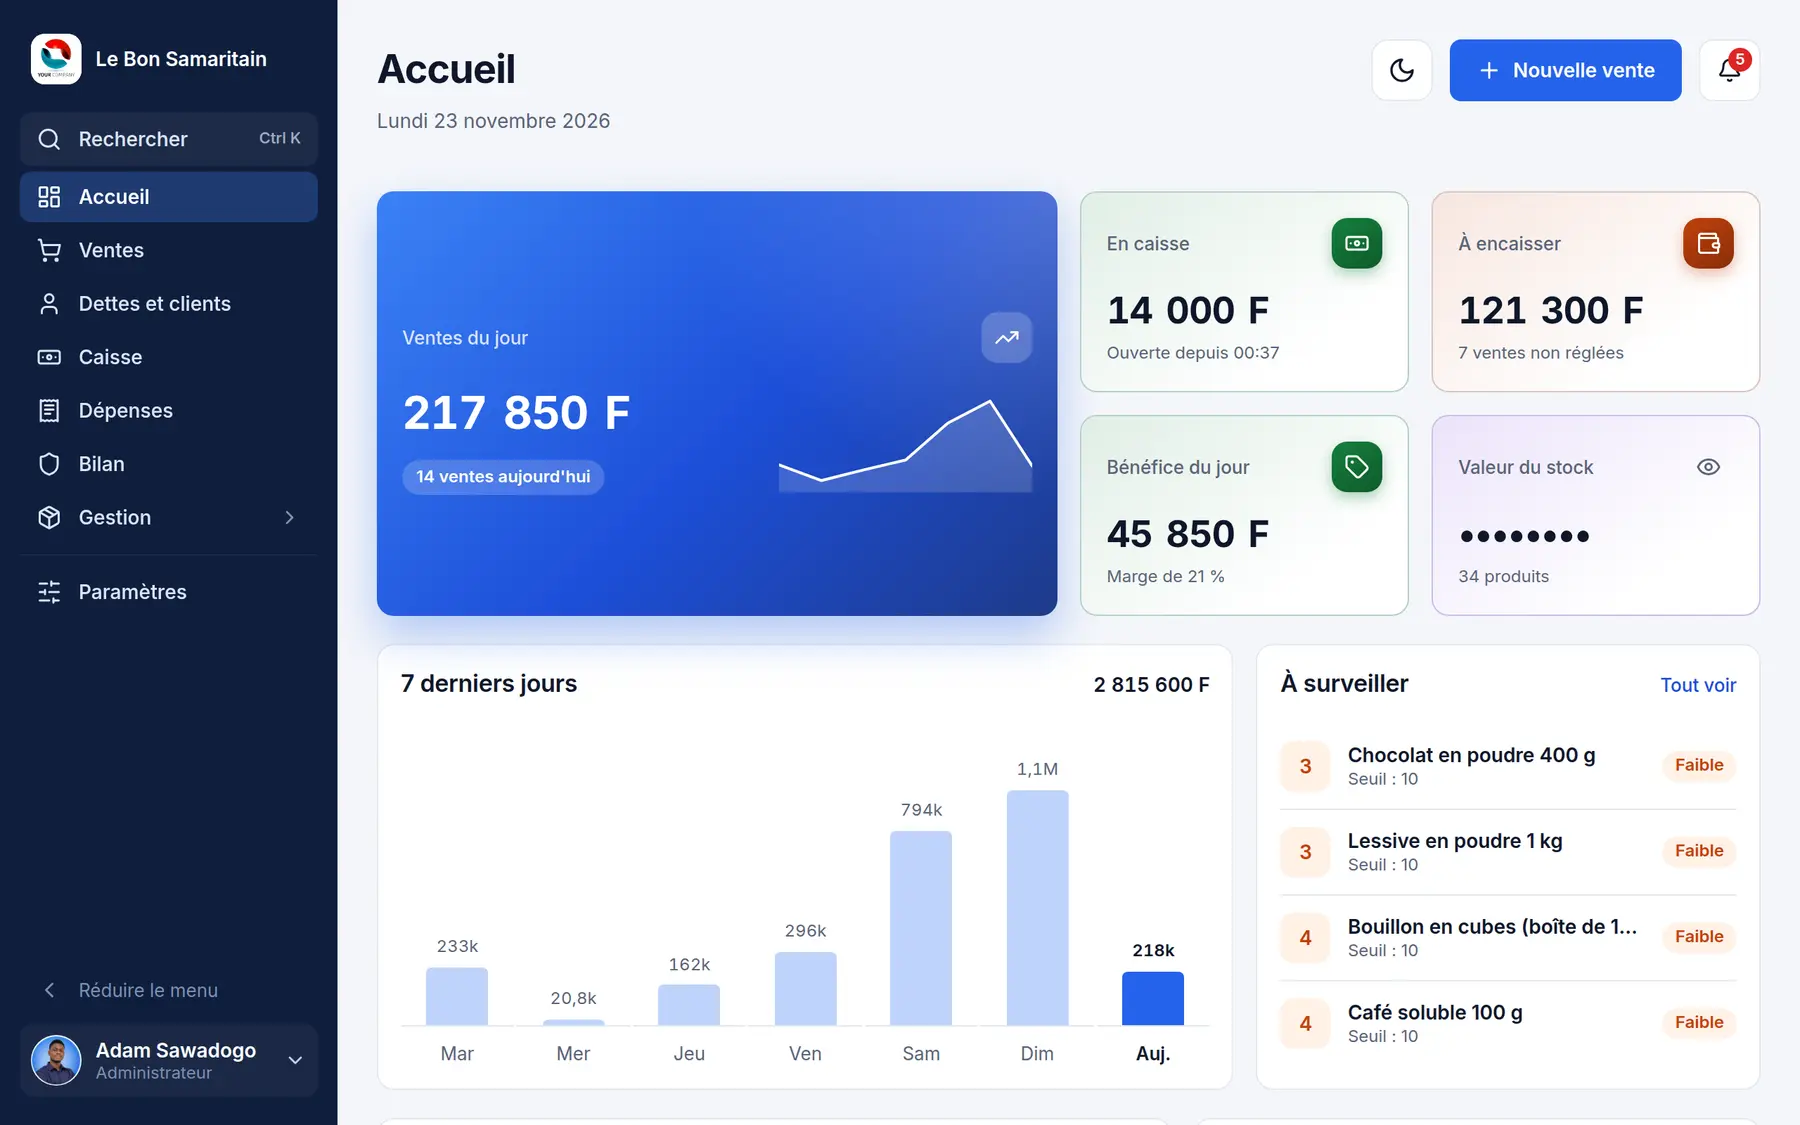 YOUR COMPANY
Le Bon Samaritain
Rechercher Ctrl K
Accueil
Ventes
Dettes et clients
Caisse
Dépenses
Bilan
Gestion
Paramètres
Réduire le menu
Adam Sawadogo
Administrateur
Accueil
Lundi 23 novembre 2026
Nouvelle vente
5
Ventes du jour
217 850 F
14 ventes aujourd'hui
En caisse
14 000 F
Ouverte depuis 00:37
À encaisser
121 300 F
7 ventes non réglées
Bénéfice du jour
45 850 F
Marge de 21 %
Valeur du stock
••••••••
34 produits
7 derniers jours 2 815 600 F
233k
20,8k
162k
296k
794k
1,1M
218k
Mar Mer Jeu Ven Sam Dim Auj.
À surveiller Tout voir
3 Chocolat en poudre 400 g Faible
Seuil : 10
3 Lessive en poudre 1 kg Faible
Seuil : 10
4 Bouillon en cubes (boîte de 1… Faible
Seuil : 10
4 Café soluble 100 g Faible
Seuil : 10